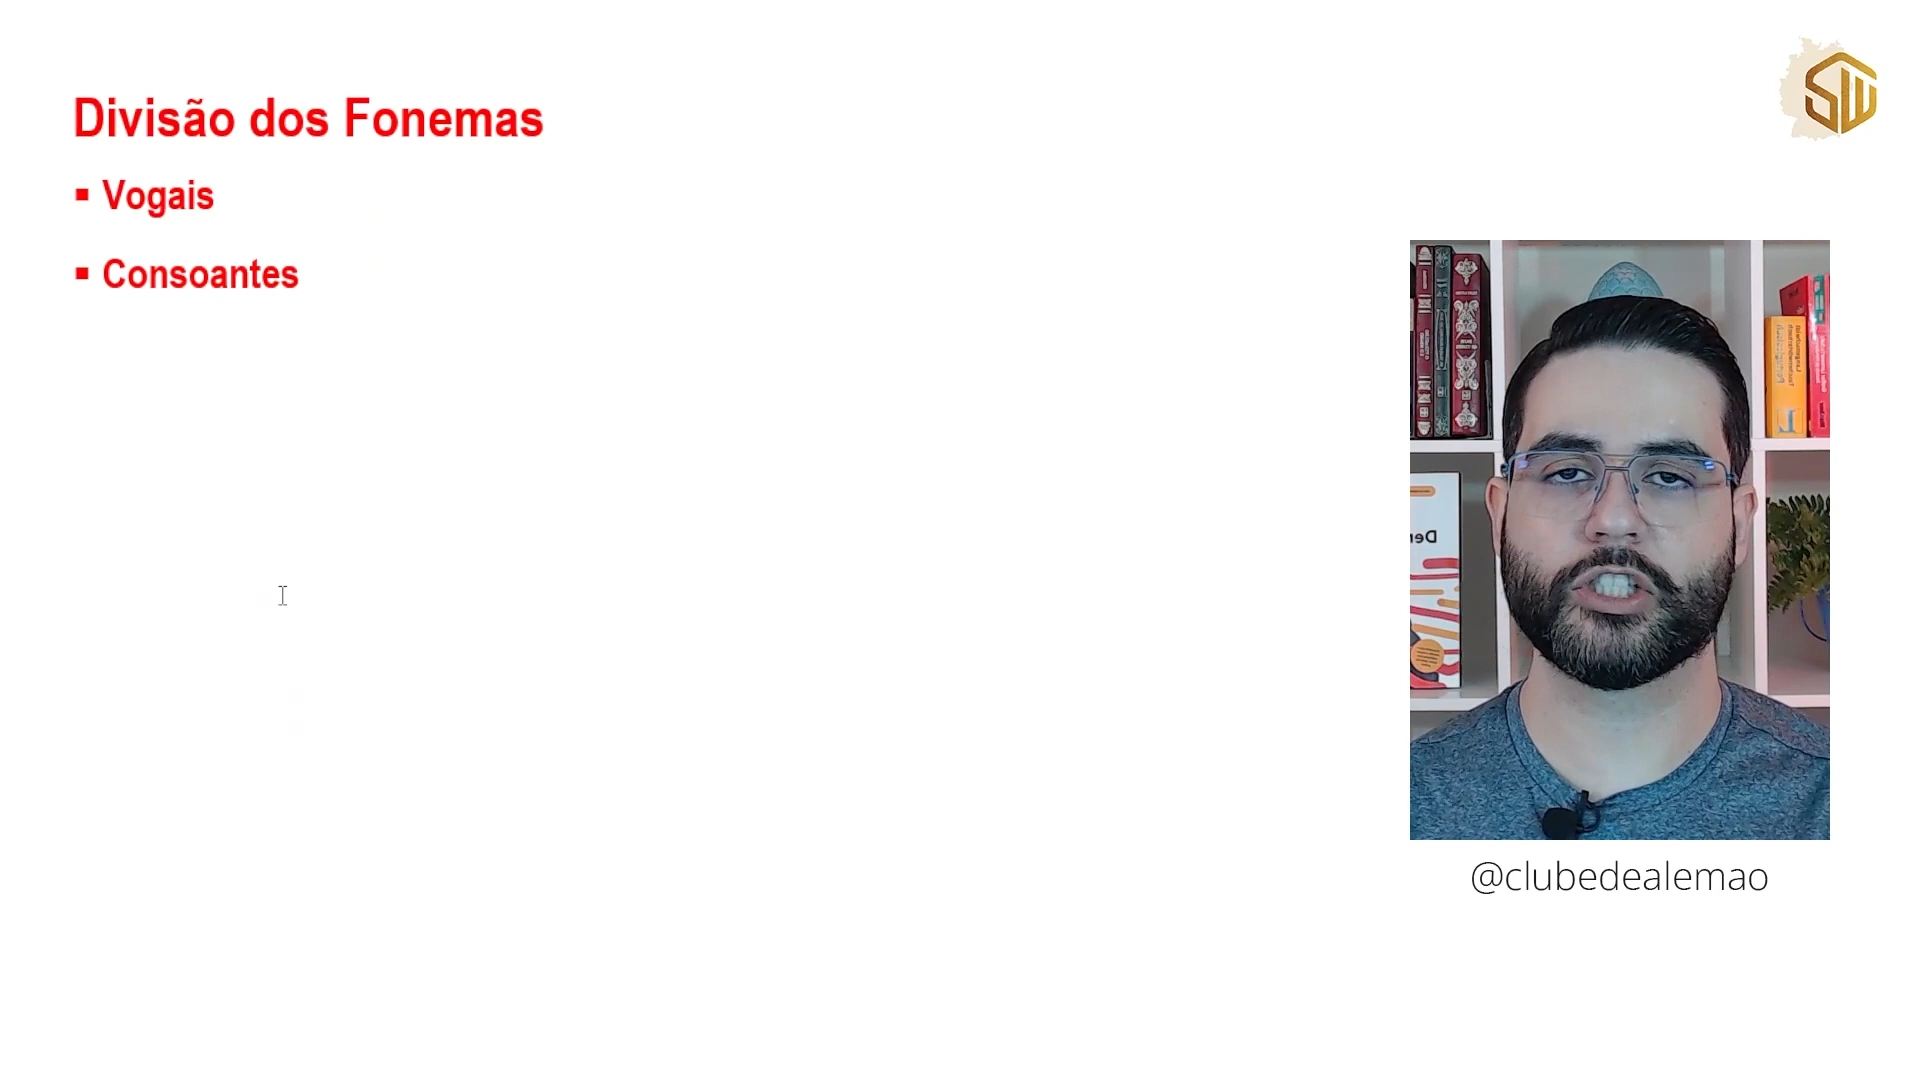 Divisão dos Fonemas
▪ Vogais
▪ Consoantes
@clubedealemao